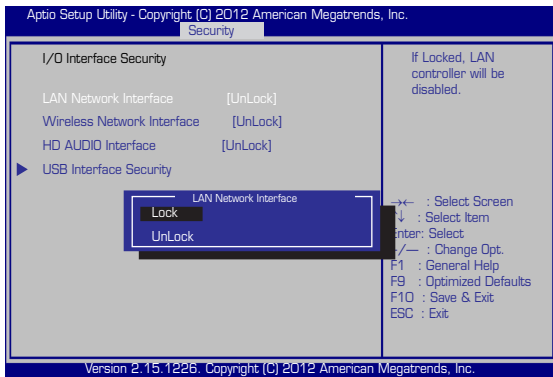 Aptio Setup Utility - Copyright (C) 2012 American Megatrends, Inc.
Security
I/O Interface Security
LAN Network Interface [UnLock]
Wireless Network Interface [UnLock]
HD AUDIO Interface [UnLock]
USB Interface Security
LAN Network Interface
Lock
UnLock
If Locked, LAN
controller will be
disabled.
→← : Select Screen
↓ : Select Item
Enter: Select
/— : Change Opt.
F1 : General Help
F9 : Optimized Defaults
F10 : Save & Exit
ESC : Exit
Version 2.15.1226. Copyright (C) 2012 American Megatrends, Inc.